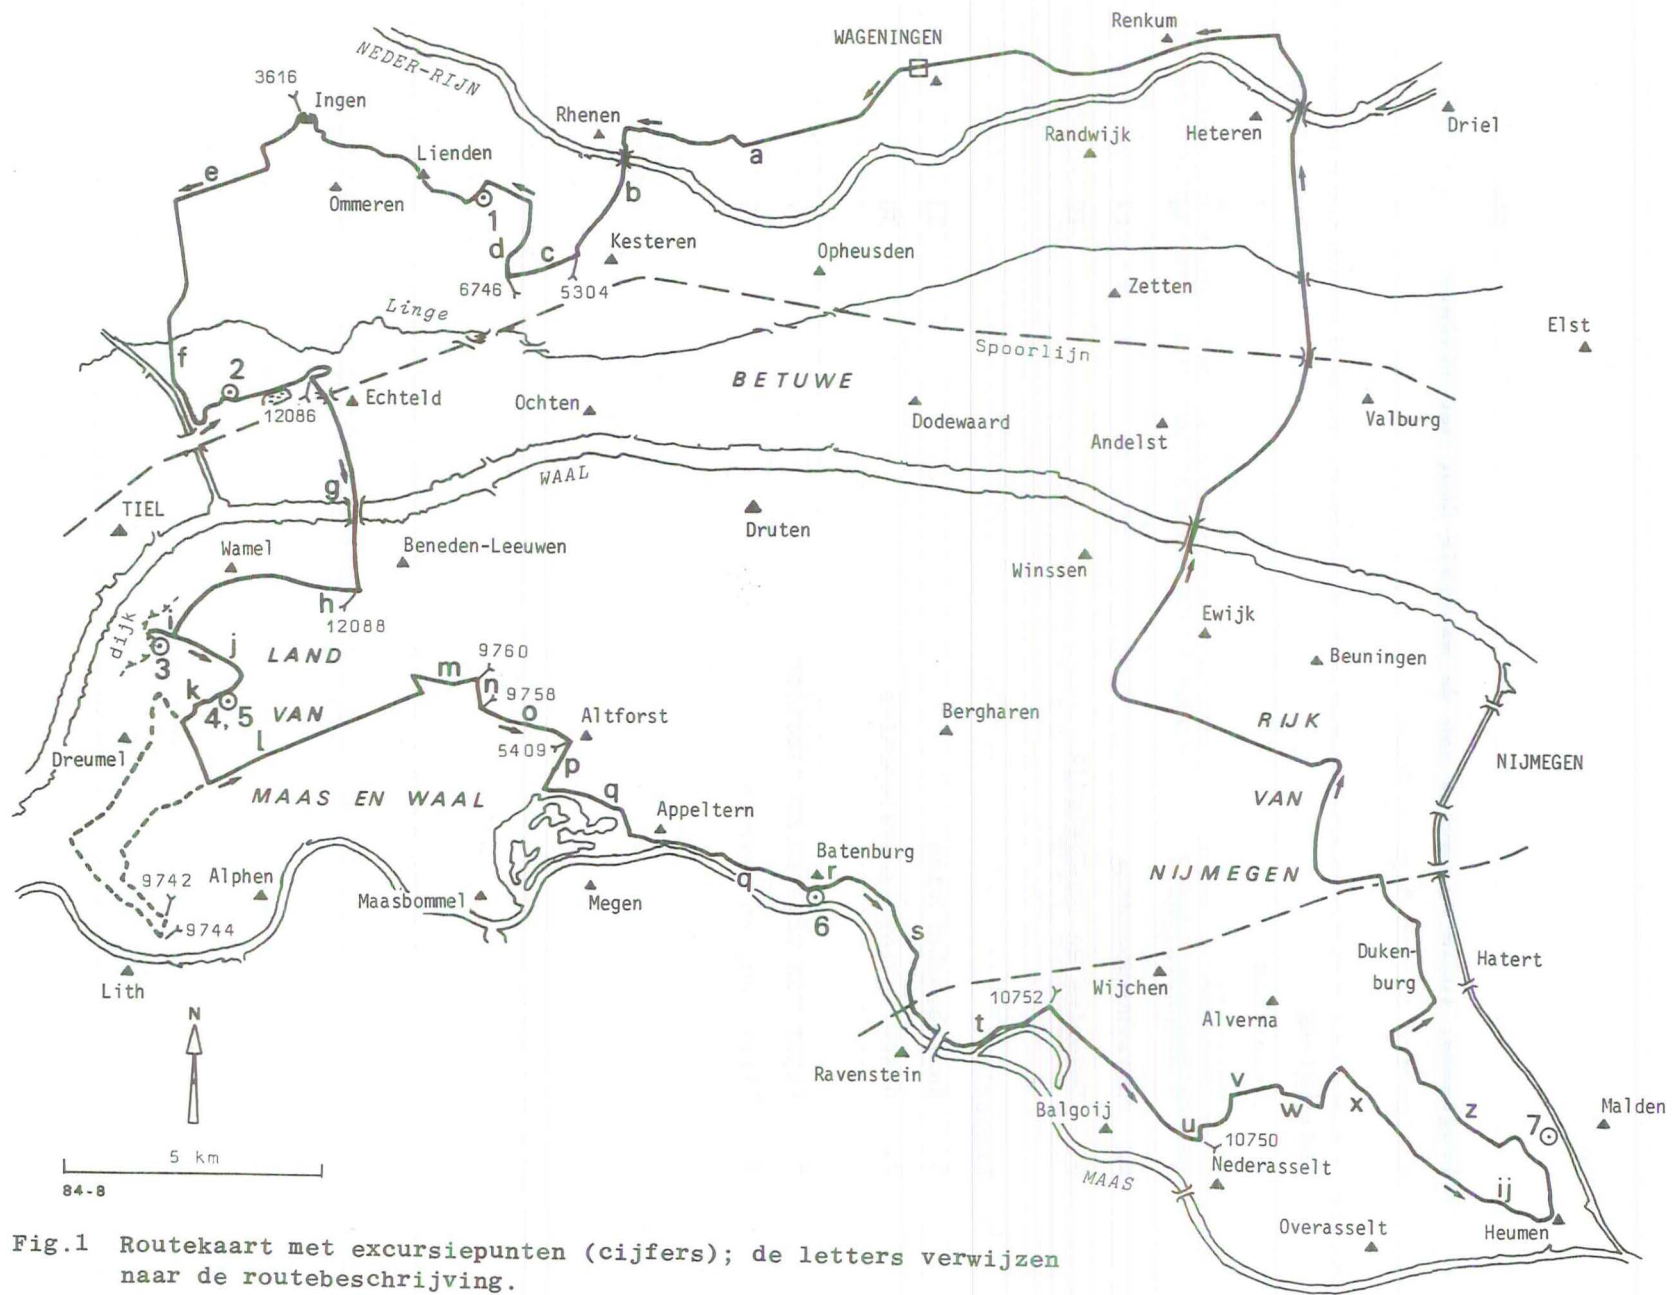 Renkum
WAGENINGEN
NEDER-RIJN
3616
Ingen
Rhenen
Lienden
Randwijk
Heteren
Driel
a
e
b
Ommeren
1
d
c
Kesteren
Opheusden
6746
5304
Zetten
Linge
Elst
f
2
Spoorlijn
BETUWE
12086
Echteld
Ochten
Dodewaard
Andelst
Valburg
g
WAAL
TIEL
Druten
Wamel
Beneden-Leeuwen
Winssen
h
12088
Ewijk
dijk
i
3
j
LAND
9760
m
Beuningen
k
n
9758
4, 5
VAN
o
Altforst
Bergharen
RIJK
l
5409
Dreumel
p
NIJMEGEN
MAAS EN WAAL
q
Appeltern
VAN
Batenburg
r
NIJMEGEN
9742
Alphen
q
Maasbommel
Megen
6
9744
s
Duken-
burg
Hatert
Lith
10752
Wijchen
N
t
Alverna
Ravenstein
v
w
x
z
7
Malden
Balgoij
u
10750
5 km
Nederasselt
MAAS
ij
84-8
Overasselt
Heumen
Fig.1 Routekaart met excursiepunten (cijfers); de letters verwijzen
naar de routebeschrijving.